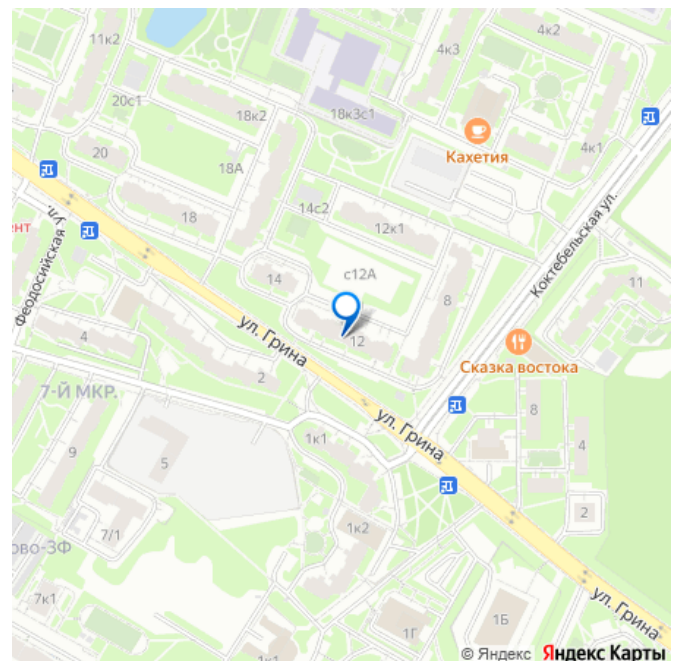 11к2
4к2
4к3
20с1
18к2
18к3с1
4к1
Кахетия
20
18А
14с2
18
12к1
Коктебельская ул.
ент
Феодосийская ул.
с12А
14
8
11
ул. Грина
12
4
Сказка востока
2
7-Й МКР.
8
ул. Грина
1к1
4
9
5
2
1к2
7/1
ово-3Ф
7к1
ул. Грина
1Г
1Б
1к1
© Яндекс Яндекс Карты